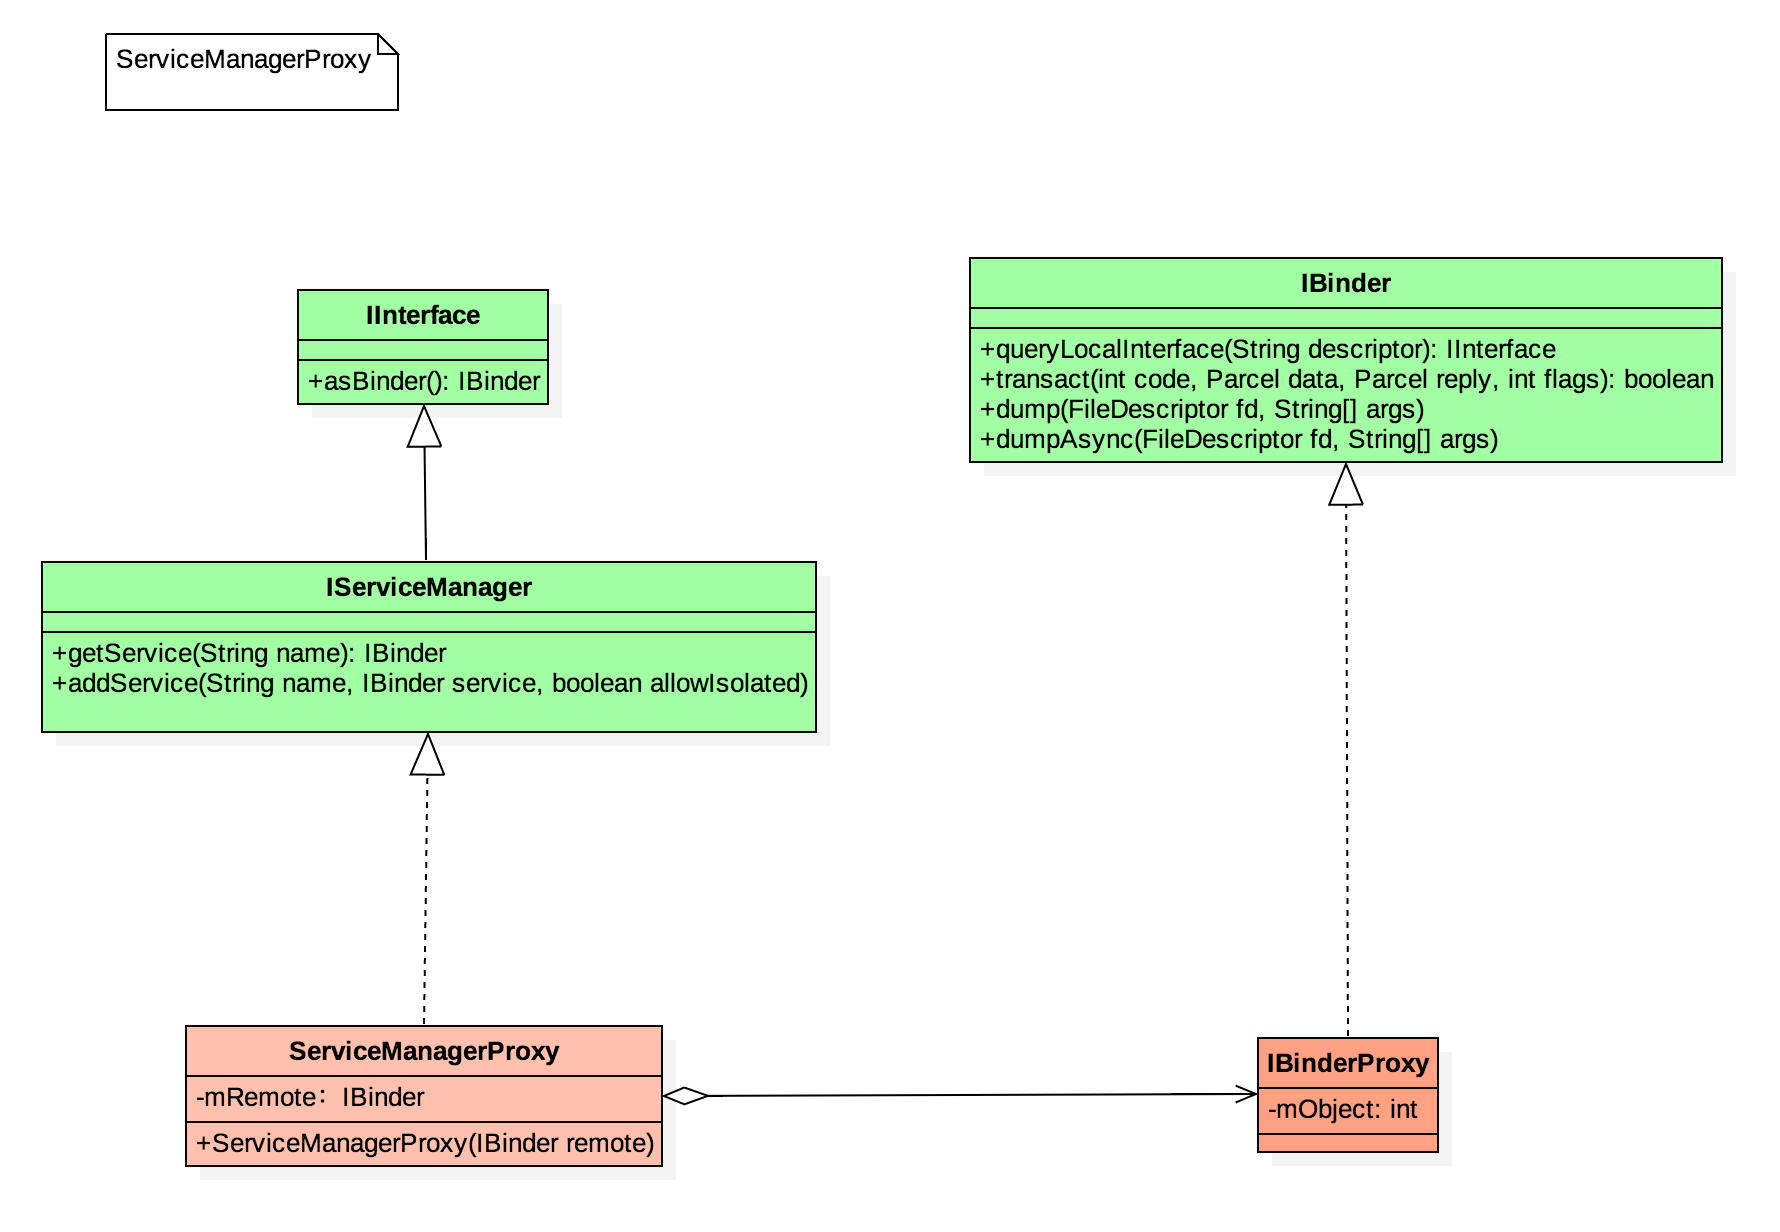 ServiceManagerProxy
IInterface
+asBinder(): IBinder
IBinder
+queryLocalInterface(String descriptor): IInterface
+transact(int code, Parcel data, Parcel reply, int flags): boolean
+dump(FileDescriptor fd, String[] args)
+dumpAsync(FileDescriptor fd, String[] args)
IServiceManager
+getService(String name): IBinder
+addService(String name, IBinder service, boolean allowIsolated)
ServiceManagerProxy
-mRemote： IBinder
+ServiceManagerProxy(IBinder remote)
IBinderProxy
-mObject: int